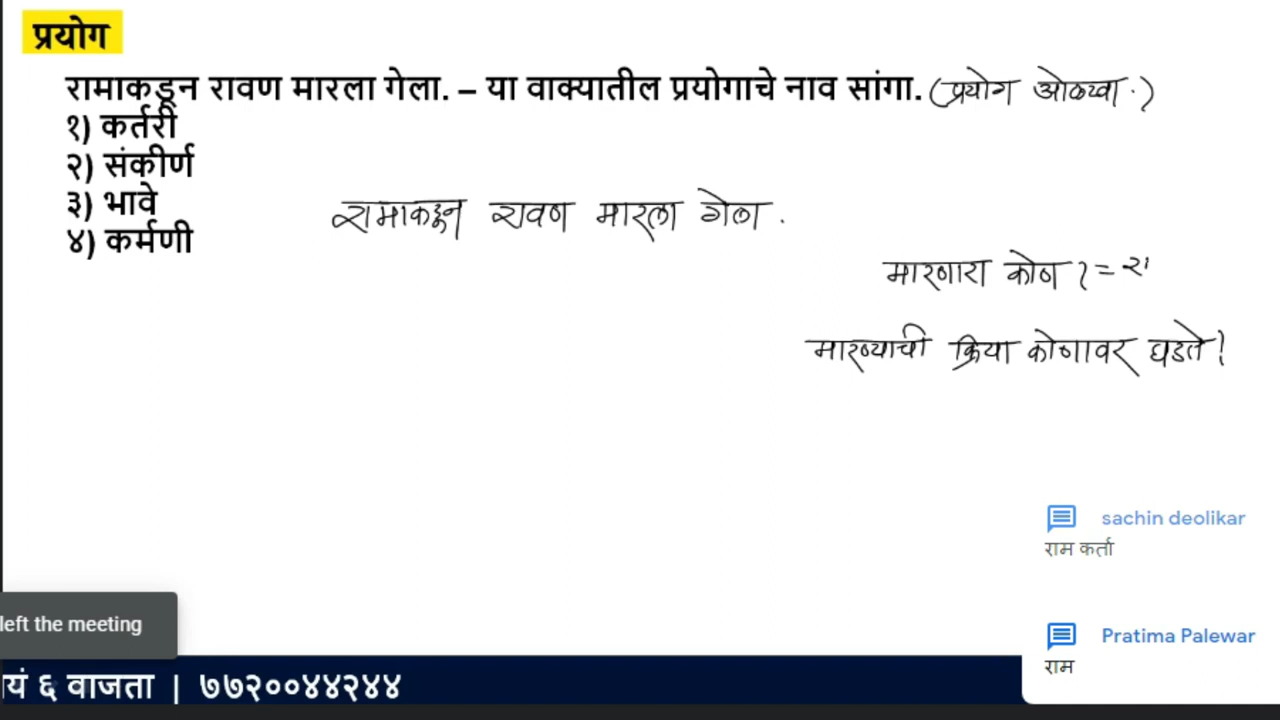 प्रयोग
रामाकडून रावण मारला गेला. – या वाक्यातील प्रयोगाचे नाव सांगा. (प्रयोग ओळखा.)
१) कर्तरी
२) संकीर्ण
३) भावे
४) कर्मणी
रामाकडून रावण मारला गेला.
मारणारा कोण? = रा
मारण्याची क्रिया कोणावर घडते?
sachin deolikar
राम कर्ता
left the meeting
Pratima Palewar
राम
यं ६ वाजता | ७७२००४४२४४